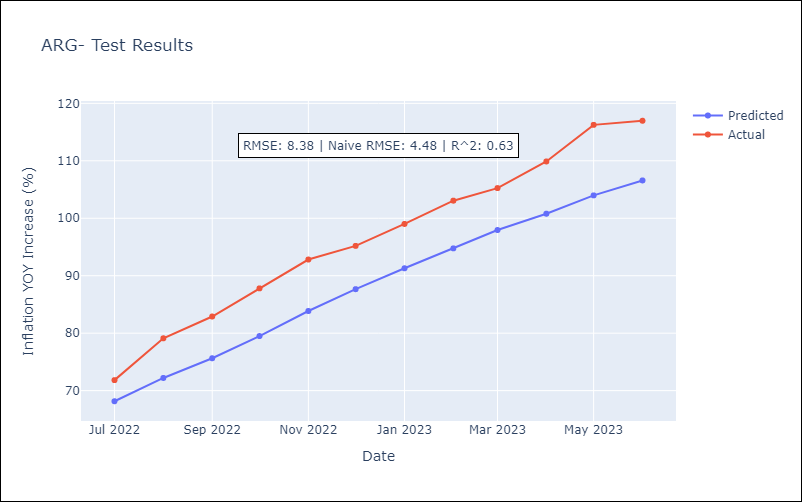 ARG- Test Results
Predicted
Actual
RMSE: 8.38 | Naive RMSE: 4.48 | R^2: 0.63
120
110
100
90
80
70
Inflation YOY Increase (%)
Jul 2022 Sep 2022 Nov 2022 Jan 2023 Mar 2023 May 2023
Date